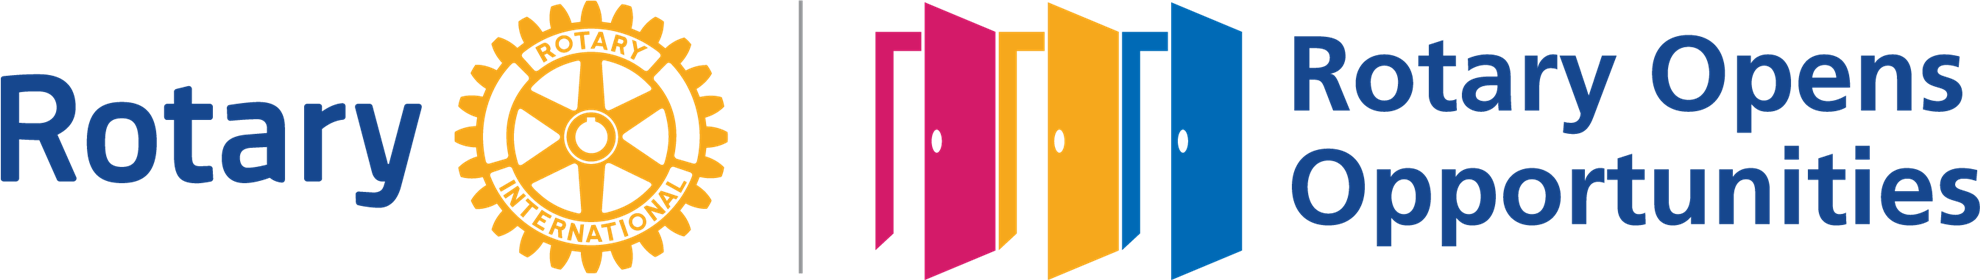 Rotary
ROTARY
INTERNATIONAL
Rotary Opens
Opportunities